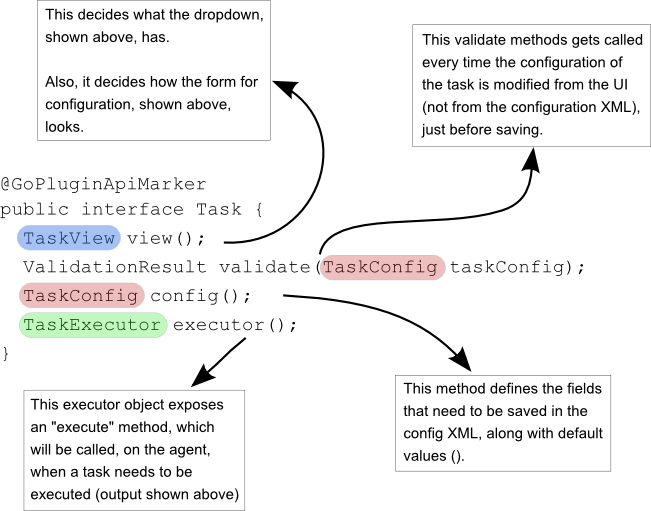 This decides what the dropdown,
shown above, has.
Also, it decides how the form for
configuration, shown above,
looks.
This validate methods gets called
every time the configuration of
the task is modified from the UI
(not from the configuration XML),
just before saving.
@GoPluginApiMarker
public interface Task {
TaskView view();
ValidationResult validate(TaskConfig taskConfig);
TaskConfig config();
TaskExecutor executor();
}
This executor object exposes
an "execute" method, which
will be called, on the agent,
when a task needs to be
executed (output shown above)
This method defines the fields
that need to be saved in the
config XML, along with default
values ().